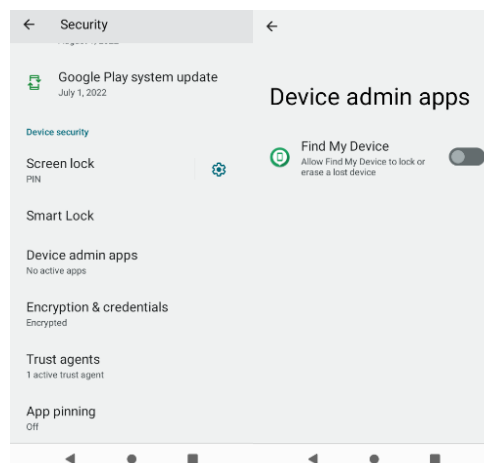 Security
Google Play system update
July 1, 2022
Device security
Screen lock
PIN
Smart Lock
Device admin apps
No active apps
Encryption & credentials
Encrypted
Trust agents
1 active trust agent
App pinning
Off
Device admin apps
Find My Device
Allow Find My Device to lock or
erase a lost device